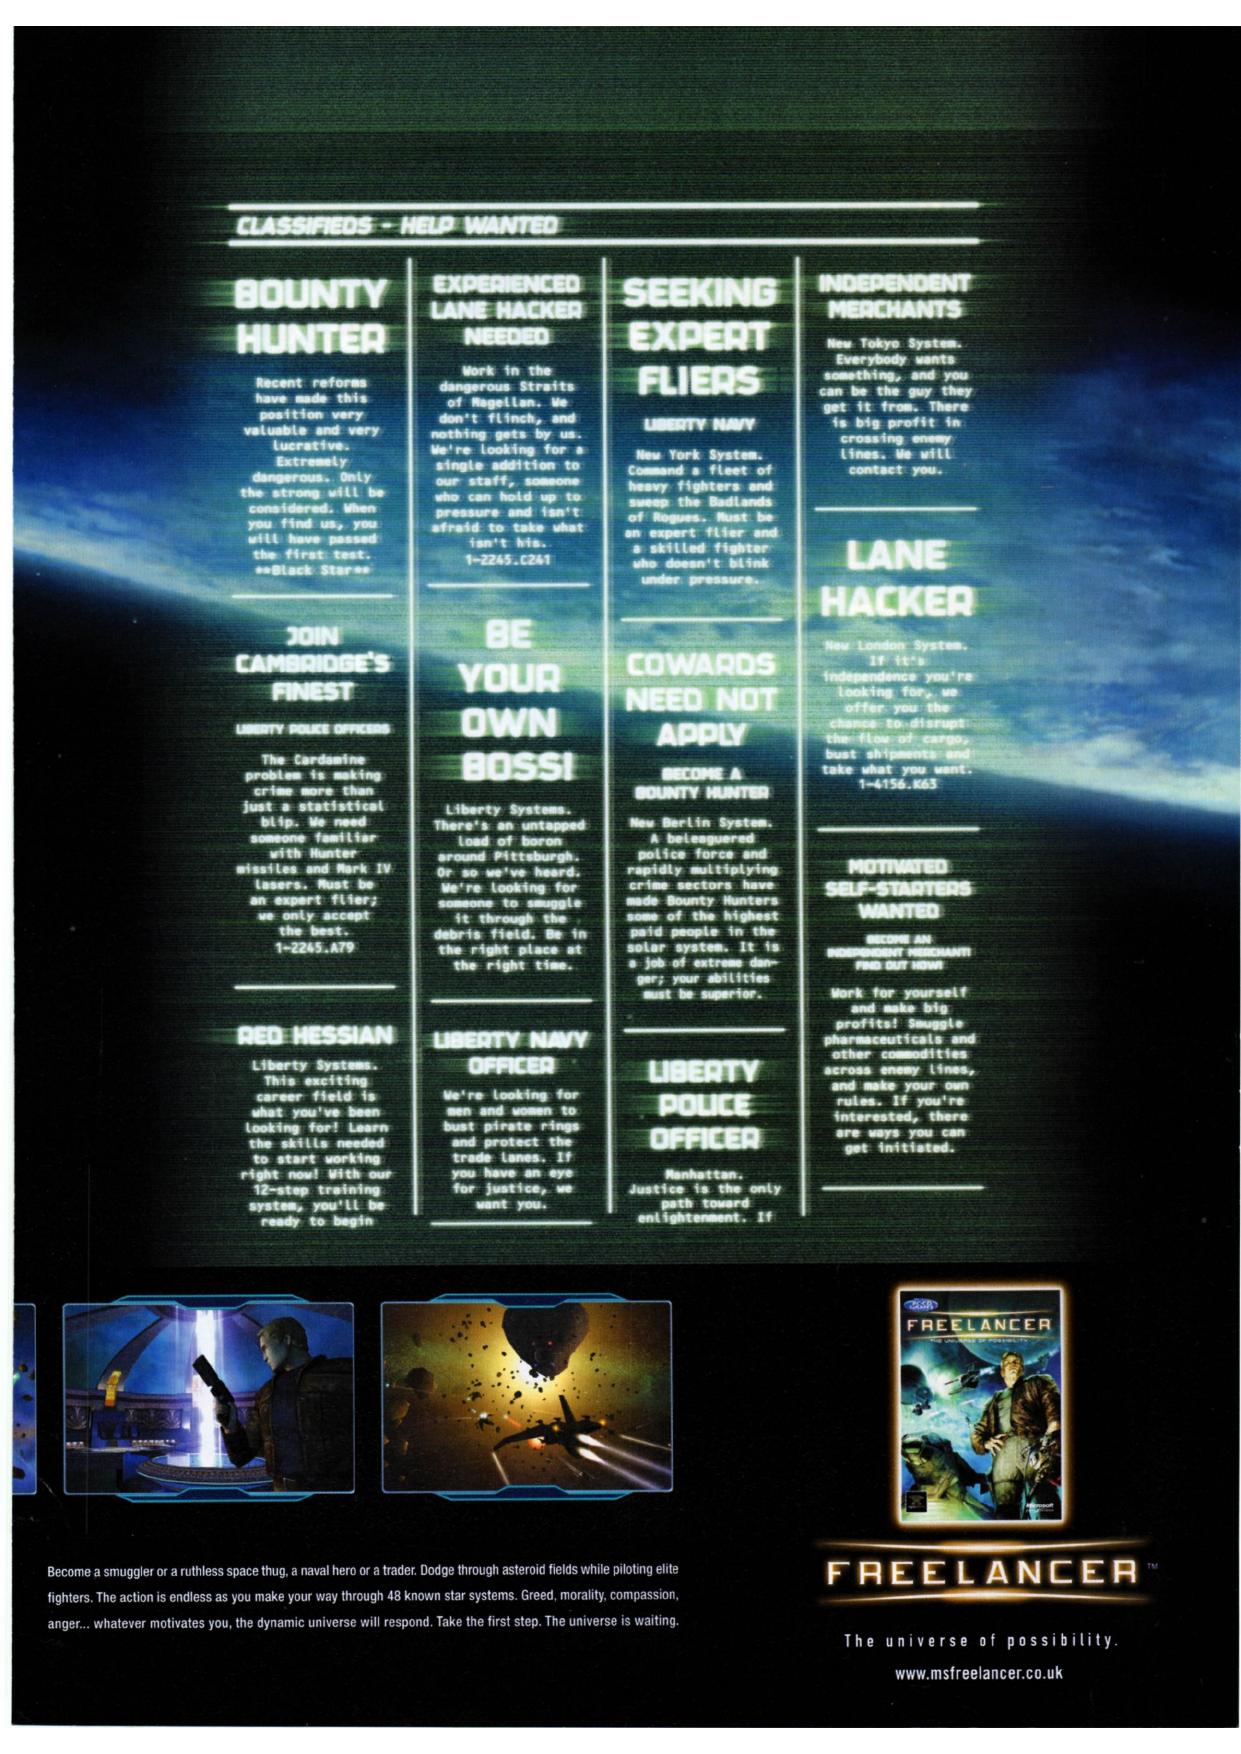 CLASSIFIEDS - HELP WANTED
BOUNTY
HUNTER
Recent reforms
have made this
position very
valuable and very
lucrative.
Extremely
dangerous. Only
the strong will be
considered. When
you find us, you
will have passed
the first test.
**Black Star**
JOIN
CAMBRIDGE'S
FINEST
LIBERTY POLICE OFFICERS
The Cardamine
problem is making
crime more than
just a statistical
blip. We need
someone familiar
with Hunter
missiles and Mark IV
lasers. Must be
an expert flier;
we only accept
the best.
1-2245.A79
RED HESSIAN
Liberty Systems.
This exciting
career field is
what you've been
looking for! Learn
the skills needed
to start working
right now! With our
12-step training
system, you'll be
ready to begin
EXPERIENCED
LANE HACKER
NEEDED
Work in the
dangerous Straits
of Magellan. We
don't flinch, and
nothing gets by us.
We're looking for a
single addition to
our staff, someone
who can hold up to
pressure and isn't
afraid to take what
isn't his.
1-2245.C241
BE
YOUR
OWN
BOSS!
Liberty Systems.
There's an untapped
load of boron
around Pittsburgh.
Or so we've heard.
We're looking for
someone to smuggle
it through the
debris field. Be in
the right place at
the right time.
LIBERTY NAVY
OFFICER
We're looking for
men and women to
bust pirate rings
and protect the
trade lanes. If
you have an eye
for justice, we
want you.
SEEKING
EXPERT
FLIERS
LIBERTY NAVY
New York System.
Command a fleet of
heavy fighters and
sweep the Badlands
of Rogues. Must be
an expert flier and
a skilled fighter
who doesn't blink
under pressure.
COWARDS
NEED NOT
APPLY
BECOME A
BOUNTY HUNTER
New Berlin System.
A beleaguered
police force and
rapidly multiplying
crime sectors have
made Bounty Hunters
some of the highest
paid people in the
solar system. It is
a job of extreme dan-
ger; your abilities
must be superior.
LIBERTY
POLICE
OFFICER
Manhattan.
Justice is the only
path toward
enlightenment. If
INDEPENDENT
MERCHANTS
New Tokyo System.
Everybody wants
something, and you
can be the guy they
get it from. There
is big profit in
crossing enemy
lines. We will
contact you.
LANE
HACKER
New London System.
If it's
independence you're
looking for, we
offer you the
chance to disrupt
the flow of cargo,
bust shipments and
take what you want.
1-4156.K63
MOTIVATED
SELF-STARTERS
WANTED
BECOME AN
INDEPENDENT MERCHANT!
FIND OUT HOW!
Work for yourself
and make big
profits! Smuggle
pharmaceuticals and
other commodities
across enemy lines,
and make your own
rules. If you're
interested, there
are ways you can
get initiated.
FREELANCER
THE UNIVERSE OF POSSIBILITY
Microsoft
Become a smuggler or a ruthless space thug, a naval hero or a trader. Dodge through asteroid fields while piloting elite
fighters. The action is endless as you make your way through 48 known star systems. Greed, morality, compassion,
anger... whatever motivates you, the dynamic universe will respond. Take the first step. The universe is waiting.
FREELANCER™
The universe of possibility.
www.msfreelancer.co.uk